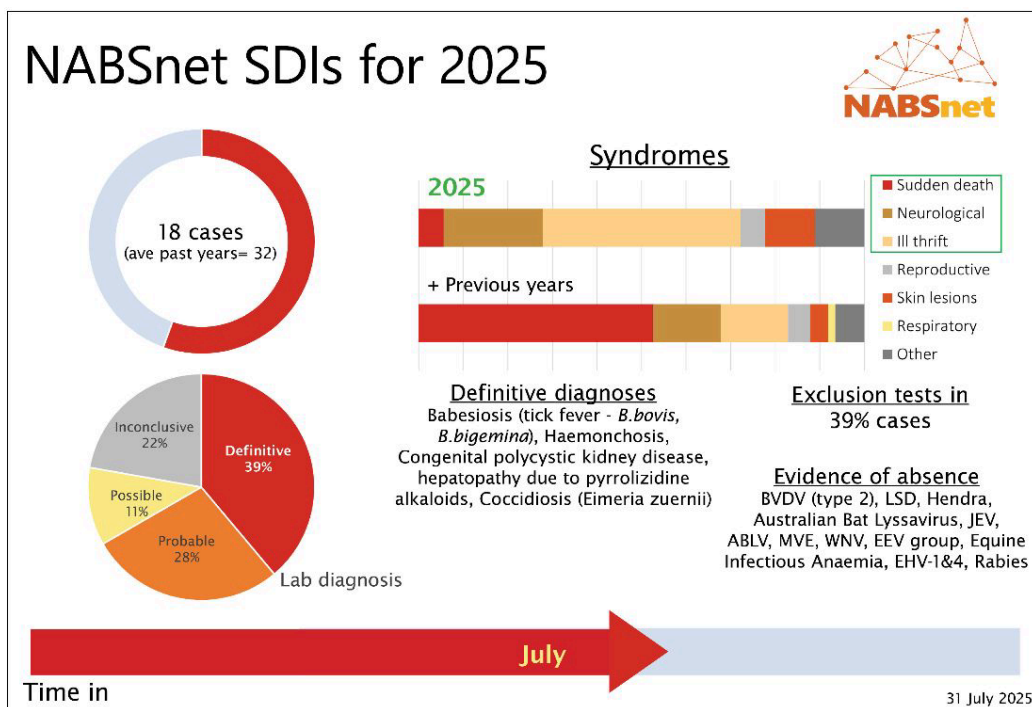 NABSnet SDIs for 2025
NABSnet
18 cases
(ave past years= 32)
Syndromes
2025
+ Previous years
Sudden death
Neurological
Ill thrift
Reproductive
Skin lesions
Respiratory
Other
Inconclusive
22%
Definitive
39%
Possible
11%
Probable
28%
Lab diagnosis
Definitive diagnoses
Babesiosis (tick fever - B.bovis,
B.bigemina), Haemonchosis,
Congenital polycystic kidney disease,
hepatopathy due to pyrrolizidine
alkaloids, Coccidiosis (Eimeria zuernii)
Exclusion tests in
39% cases
Evidence of absence
BVDV (type 2), LSD, Hendra,
Australian Bat Lyssavirus, JEV,
ABLV, MVE, WNV, EEV group, Equine
Infectious Anaemia, EHV-1&4, Rabies
July
Time in
31 July 2025